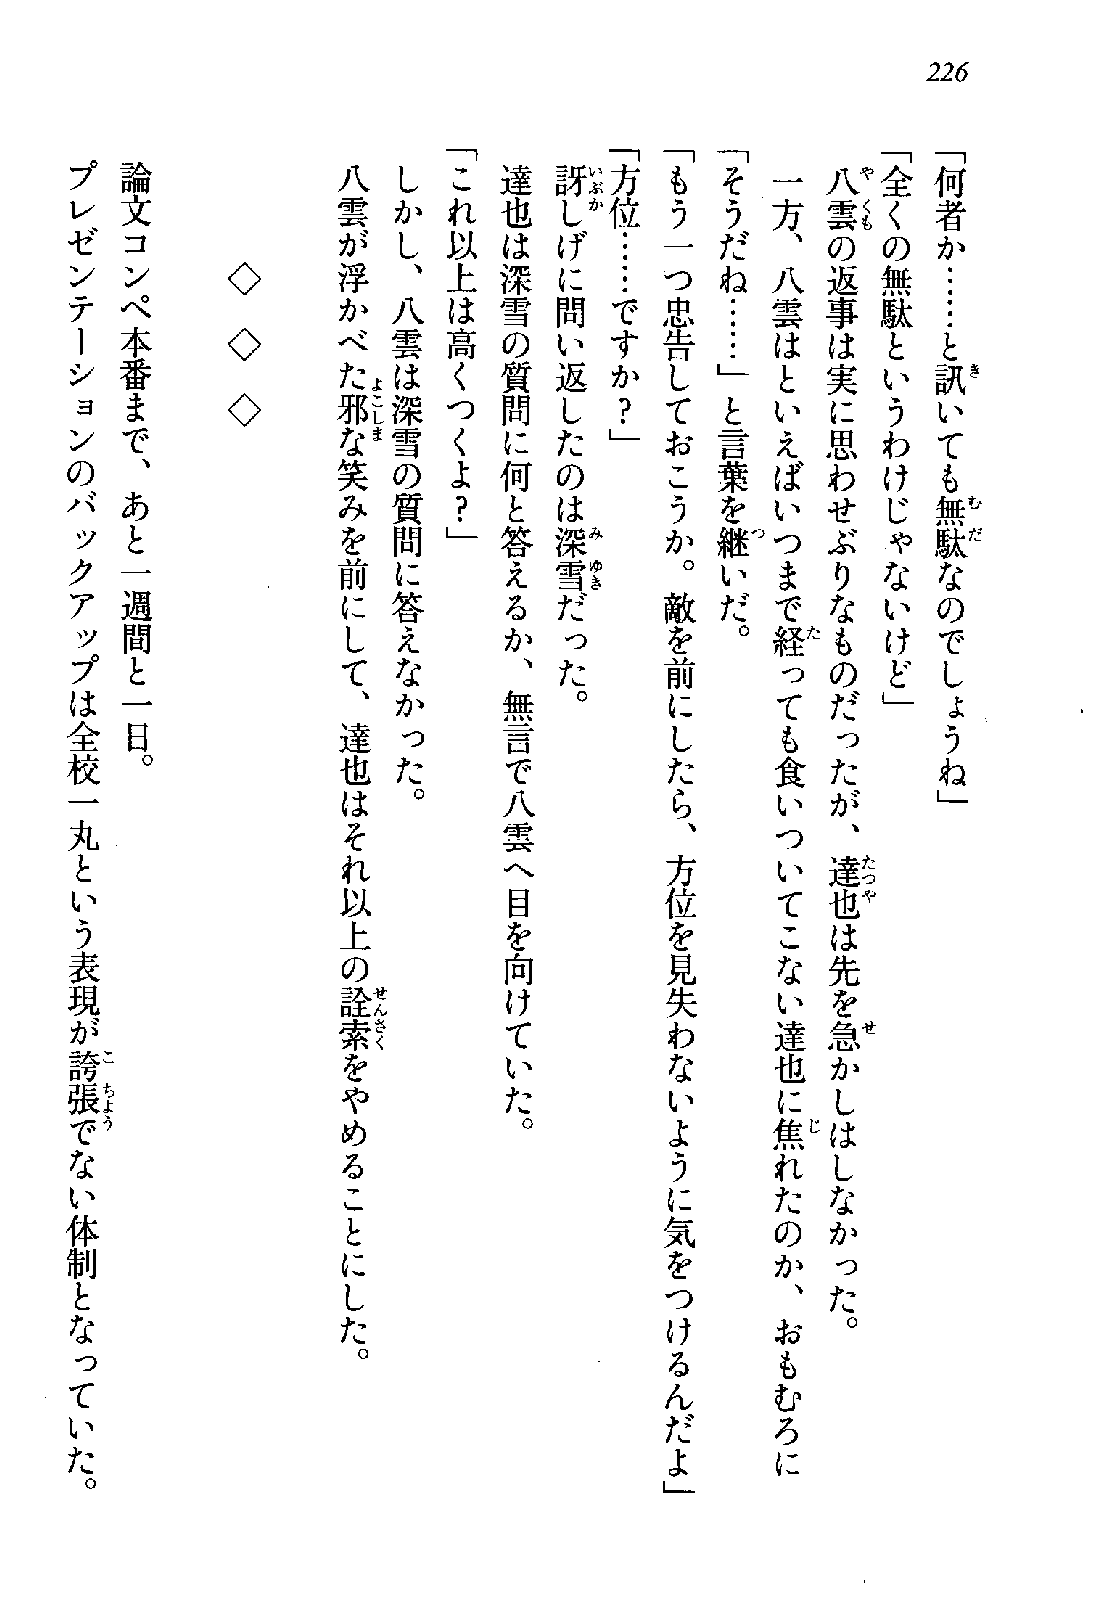 226
「何者か……と訊いても無駄なのでしょうね」
「全くの無駄というわけじゃないけど」
八雲の返事は実に思わせぶりなものだったが、達也は先を急かしはしなかった。
一方、八雲はといえばいつまで経っても食いついてこない達也に焦れたのか、おもむろに
「そうだね……」と言葉を継いだ。
「もう一つ忠告しておこうか。敵を前にしたら、方位を見失わないように気をつけるんだよ」
「方位……ですか？」
訝しげに問い返したのは深雪だった。
達也は深雪の質問に何と答えるか、無言で八雲へ目を向けていた。
「これ以上は高くつくよ？」
しかし、八雲は深雪の質問に答えなかった。
八雲が浮かべた邪な笑みを前にして、達也はそれ以上の詮索をやめることにした。
◇ ◇ ◇
論文コンペ本番まで、あと一週間と一日。
プレゼンテーションのバックアップは全校一丸という表現が誇張でない体制となっていた。